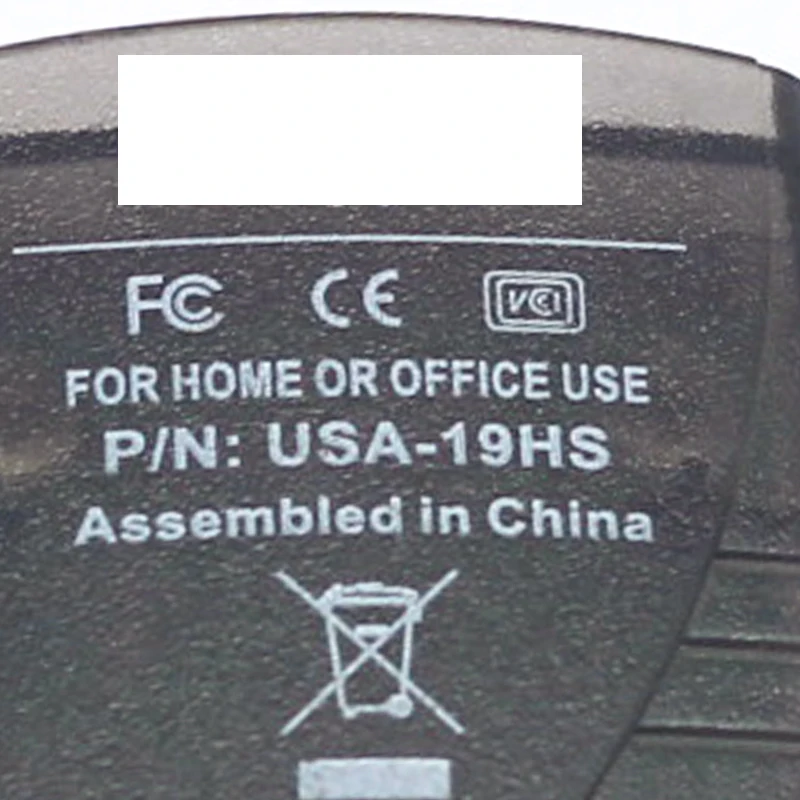 FC CE VCI
FOR HOME OR OFFICE USE
P/N: USA-19HS
Assembled in China